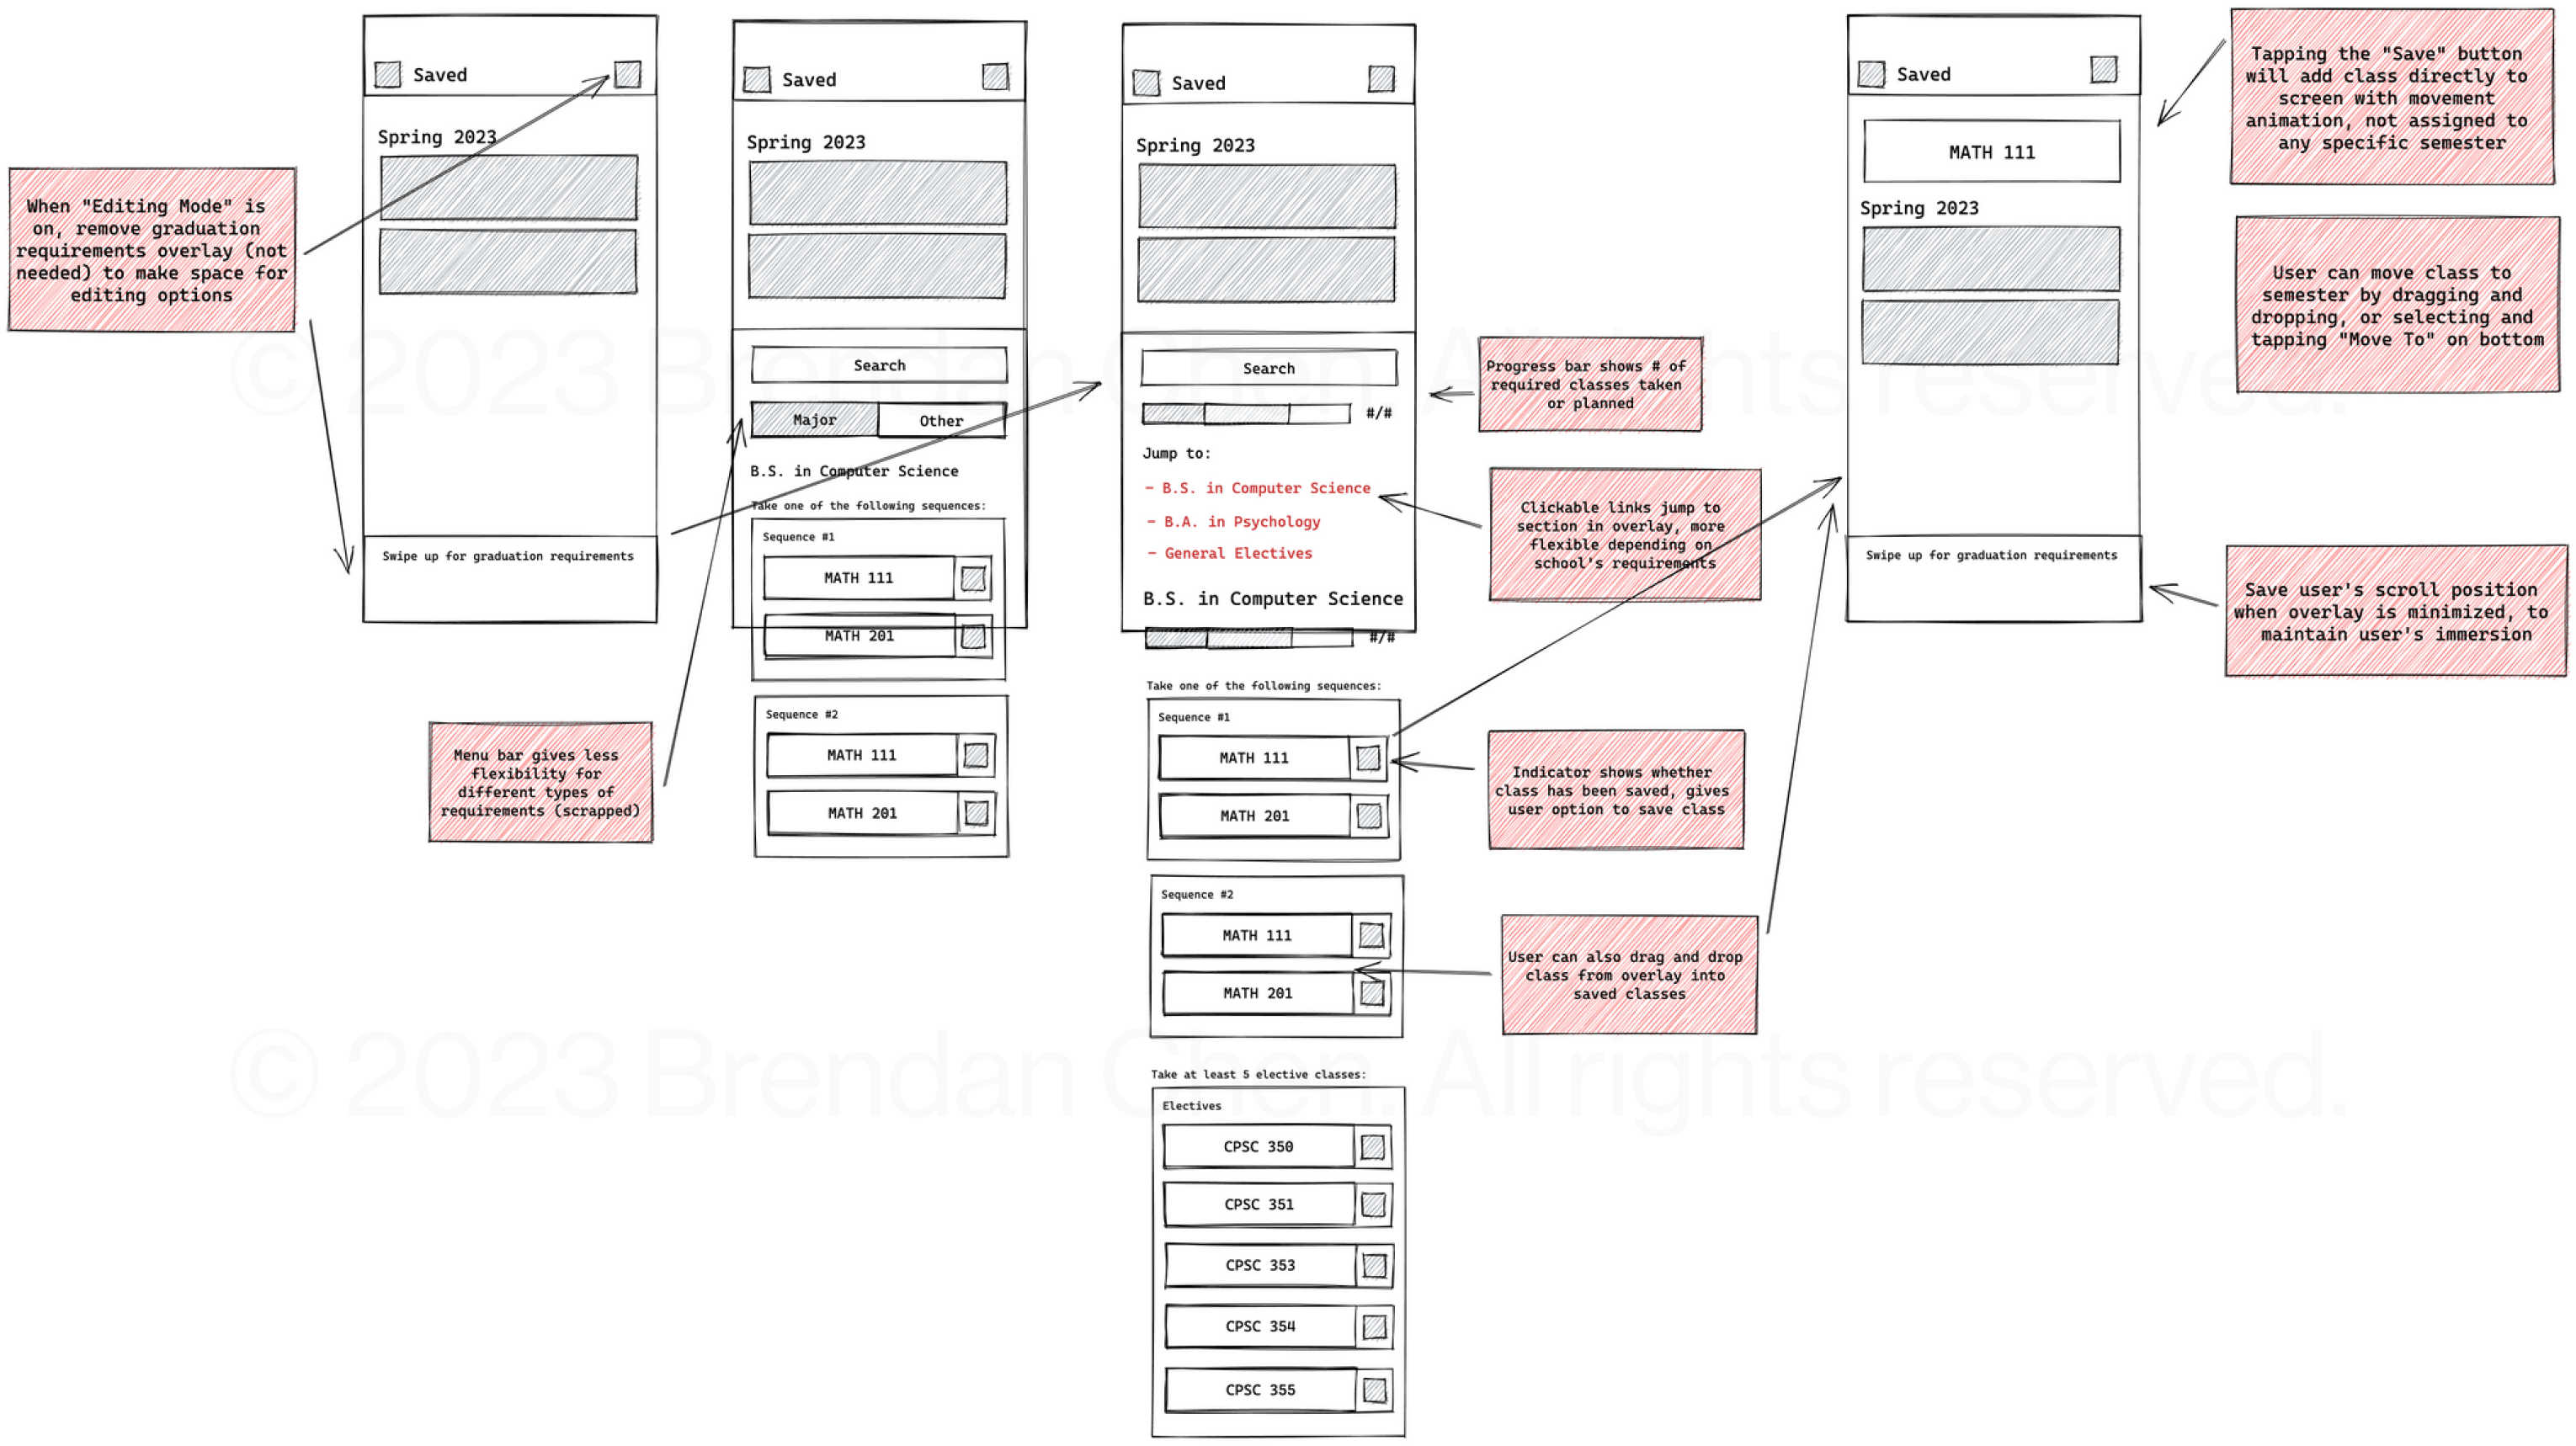 When "Editing Mode" is
on, remove graduation
requirements overlay (not
needed) to make space for
editing options
Saved
Spring 2023
Swipe up for graduation requirements
Menu bar gives less
flexibility for
different types of
requirements (scrapped)
Saved
Spring 2023
Search
Major
Other
B.S. in Computer Science
Take one of the following sequences:
Sequence #1
MATH 111
MATH 201
Sequence #2
MATH 111
MATH 201
Saved
Spring 2023
Search
#/#
Jump to:
- B.S. in Computer Science
- B.A. in Psychology
- General Electives
B.S. in Computer Science
#/#
Take one of the following sequences:
Sequence #1
MATH 111
MATH 201
Sequence #2
MATH 111
MATH 201
Take at least 5 elective classes:
Electives
CPSC 350
CPSC 351
CPSC 353
CPSC 354
CPSC 355
Progress bar shows # of
required classes taken
or planned
Clickable links jump to
section in overlay, more
flexible depending on
school's requirements
Indicator shows whether
class has been saved, gives
user option to save class
User can also drag and drop
class from overlay into
saved classes
Saved
MATH 111
Spring 2023
Swipe up for graduation requirements
Tapping the "Save" button
will add class directly to
screen with movement
animation, not assigned to
any specific semester
User can move class to
semester by dragging and
dropping, or selecting and
tapping "Move To" on bottom
Save user's scroll position
when overlay is minimized, to
maintain user's immersion
© 2023 Brendan Chen. All rights reserved.
© 2023 Brendan Chen. All rights reserved.